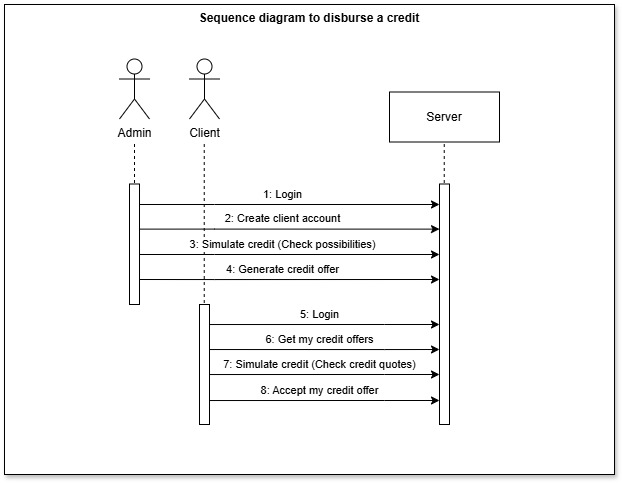 Sequence diagram to disburse a credit
Admin
Client
Server
1: Login
2: Create client account
3: Simulate credit (Check possibilities)
4: Generate credit offer
5: Login
6: Get my credit offers
7: Simulate credit (Check credit quotes)
8: Accept my credit offer